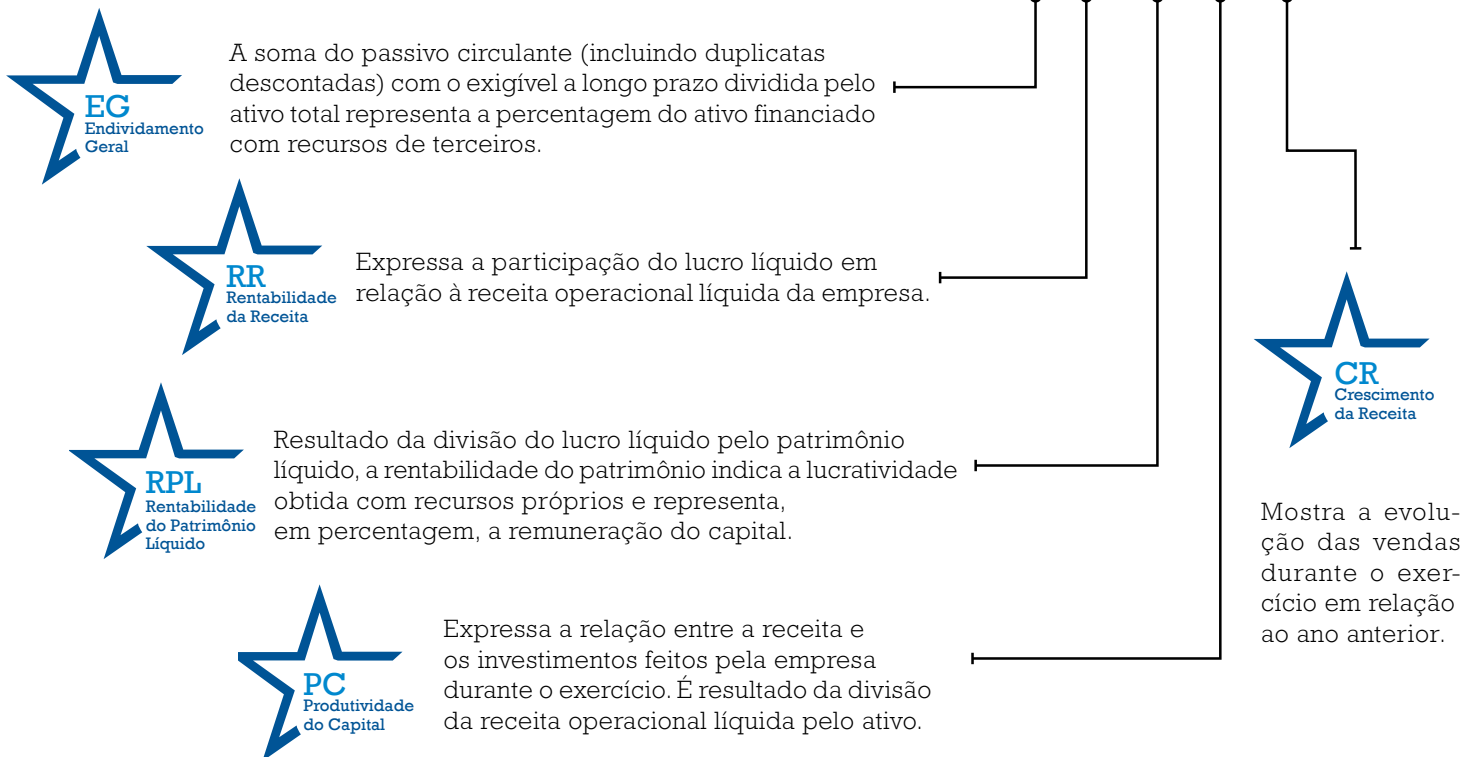 EG
Endividamento
Geral
A soma do passivo circulante (incluindo duplicatas
descontadas) com o exigível a longo prazo dividida pelo
ativo total representa a percentagem do ativo financiado
com recursos de terceiros.
RR
Rentabilidade
da Receita
Expressa a participação do lucro líquido em
relação à receita operacional líquida da empresa.
RPL
Rentabilidade
do Patrimônio
Líquido
Resultado da divisão do lucro líquido pelo patrimônio
líquido, a rentabilidade do patrimônio indica a lucratividade
obtida com recursos próprios e representa,
em percentagem, a remuneração do capital.
PC
Produtividade
do Capital
Expressa a relação entre a receita e
os investimentos feitos pela empresa
durante o exercício. É resultado da divisão
da receita operacional líquida pelo ativo.
CR
Crescimento
da Receita
Mostra a evolu-
ção das vendas
durante o exer-
cício em relação
ao ano anterior.